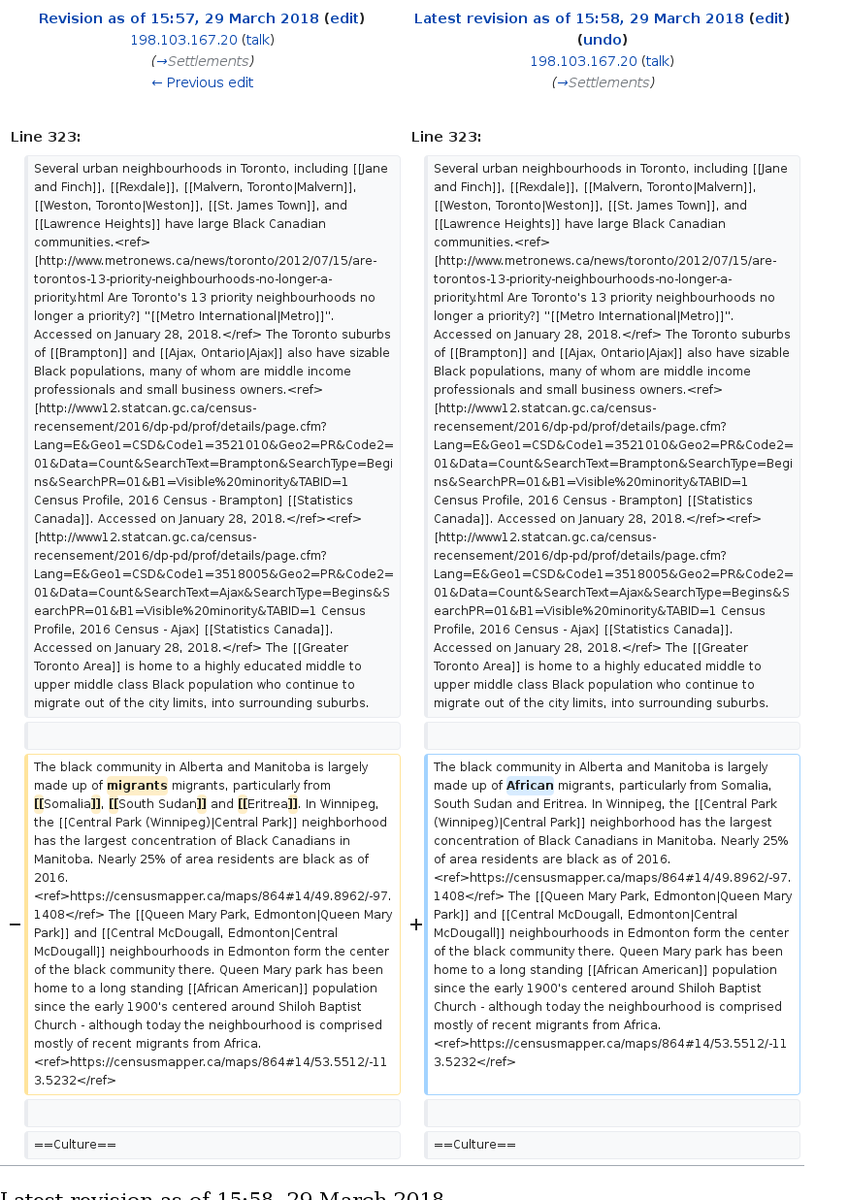 Revision as of 15:57, 29 March 2018 (edit)
198.103.167.20 (talk)
(→Settlements)
← Previous edit
Latest revision as of 15:58, 29 March 2018 (edit)
(undo)
198.103.167.20 (talk)
(→Settlements)
Line 323:
Several urban neighbourhoods in Toronto, including [[Jane
and Finch]], [[Rexdale]], [[Malvern, Toronto|Malvern]],
[[Weston, Toronto|Weston]], [[St. James Town]], and
[[Lawrence Heights]] have large Black Canadian
communities.<ref>
[http://www.metronews.ca/news/toronto/2012/07/15/are-
torontos-13-priority-neighbourhoods-no-longer-a-
priority.html Are Toronto's 13 priority neighbourhoods no
longer a priority?] "[[Metro International|Metro]]".
Accessed on January 28, 2018.</ref> The Toronto suburbs
of [[Brampton]] and [[Ajax, Ontario|Ajax]] also have sizable
Black populations, many of whom are middle income
professionals and small business owners.<ref>
[http://www12.statcan.gc.ca/census-
recensement/2016/dp-pd/prof/details/page.cfm?
Lang=E&Geo1=CSD&Code1=3521010&Geo2=PR&Code2=
01&Data=Count&SearchText=Brampton&SearchType=Begi
ns&SearchPR=01&B1=Visible%20minority&TABID=1
Census Profile, 2016 Census - Brampton] [[Statistics
Canada]]. Accessed on January 28, 2018.</ref><ref>
[http://www12.statcan.gc.ca/census-
recensement/2016/dp-pd/prof/details/page.cfm?
Lang=E&Geo1=CSD&Code1=3518005&Geo2=PR&Code2=
01&Data=Count&SearchText=Ajax&SearchType=Begins&S
earchPR=01&B1=Visible%20minority&TABID=1 Census
Profile, 2016 Census - Ajax] [[Statistics Canada]].
Accessed on January 28, 2018.</ref> The [[Greater
Toronto Area]] is home to a highly educated middle to
upper middle class Black population who continue to
migrate out of the city limits, into surrounding suburbs.
−
The black community in Alberta and Manitoba is largely
made up of migrants migrants, particularly from
[[Somalia]], [[South Sudan]] and [[Eritrea]]. In Winnipeg,
the [[Central Park (Winnipeg)|Central Park]] neighborhood
has the largest concentration of Black Canadians in
Manitoba. Nearly 25% of area residents are black as of
2016.
<ref>https://censusmapper.ca/maps/864#14/49.8962/-97.
1408</ref> The [[Queen Mary Park, Edmonton|Queen Mary
Park]] and [[Central McDougall, Edmonton|Central
McDougall]] neighbourhoods in Edmonton form the center
of the black community there. Queen Mary park has been
home to a long standing [[African American]] population
since the early 1900's centered around Shiloh Baptist
Church - although today the neighbourhood is comprised
mostly of recent migrants from Africa.
<ref>https://censusmapper.ca/maps/864#14/53.5512/-11
3.5232</ref>
==Culture==
Line 323:
Several urban neighbourhoods in Toronto, including [[Jane
and Finch]], [[Rexdale]], [[Malvern, Toronto|Malvern]],
[[Weston, Toronto|Weston]], [[St. James Town]], and
[[Lawrence Heights]] have large Black Canadian
communities.<ref>
[http://www.metronews.ca/news/toronto/2012/07/15/are-
torontos-13-priority-neighbourhoods-no-longer-a-
priority.html Are Toronto's 13 priority neighbourhoods no
longer a priority?] "[[Metro International|Metro]]".
Accessed on January 28, 2018.</ref> The Toronto suburbs
of [[Brampton]] and [[Ajax, Ontario|Ajax]] also have sizable
Black populations, many of whom are middle income
professionals and small business owners.<ref>
[http://www12.statcan.gc.ca/census-
recensement/2016/dp-pd/prof/details/page.cfm?
Lang=E&Geo1=CSD&Code1=3521010&Geo2=PR&Code2=
01&Data=Count&SearchText=Brampton&SearchType=Begi
ns&SearchPR=01&B1=Visible%20minority&TABID=1
Census Profile, 2016 Census - Brampton] [[Statistics
Canada]]. Accessed on January 28, 2018.</ref><ref>
[http://www12.statcan.gc.ca/census-
recensement/2016/dp-pd/prof/details/page.cfm?
Lang=E&Geo1=CSD&Code1=3518005&Geo2=PR&Code2=
01&Data=Count&SearchText=Ajax&SearchType=Begins&S
earchPR=01&B1=Visible%20minority&TABID=1 Census
Profile, 2016 Census - Ajax] [[Statistics Canada]].
Accessed on January 28, 2018.</ref> The [[Greater
Toronto Area]] is home to a highly educated middle to
upper middle class Black population who continue to
migrate out of the city limits, into surrounding suburbs.
+
The black community in Alberta and Manitoba is largely
made up of African migrants, particularly from Somalia,
South Sudan and Eritrea. In Winnipeg, the [[Central Park
(Winnipeg)|Central Park]] neighborhood has the largest
concentration of Black Canadians in Manitoba. Nearly 25%
of area residents are black as of 2016.
<ref>https://censusmapper.ca/maps/864#14/49.8962/-97.
1408</ref> The [[Queen Mary Park, Edmonton|Queen Mary
Park]] and [[Central McDougall, Edmonton|Central
McDougall]] neighbourhoods in Edmonton form the center
of the black community there. Queen Mary park has been
home to a long standing [[African American]] population
since the early 1900's centered around Shiloh Baptist
Church - although today the neighbourhood is comprised
mostly of recent migrants from Africa.
<ref>https://censusmapper.ca/maps/864#14/53.5512/-11
3.5232</ref>
==Culture==
Latest revision as of 15:58, 29 March 2018